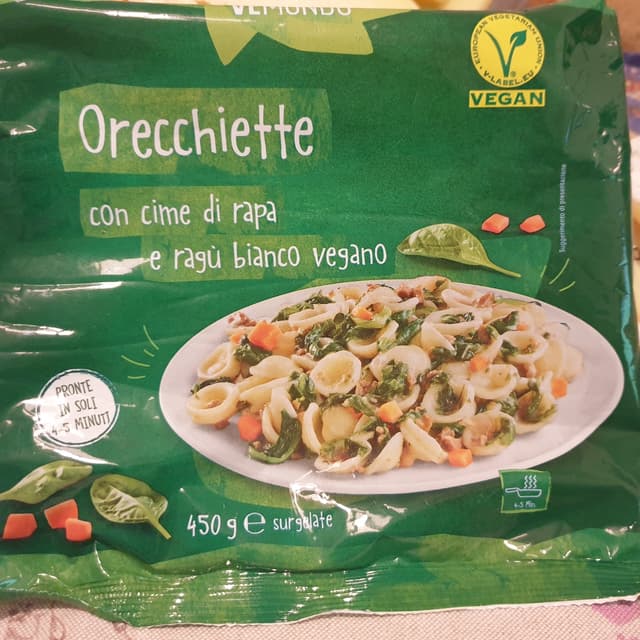 VEMONDO
EUROPEAN VEGETARIAN UNION
V-LABEL.EU
VEGAN
Orecchiette
con cime di rapa
e ragù bianco vegano
Suggerimento di presentazione
PRONTE
IN SOLI
4-5 MINUTI
4-5 Min.
450 g e surgelate